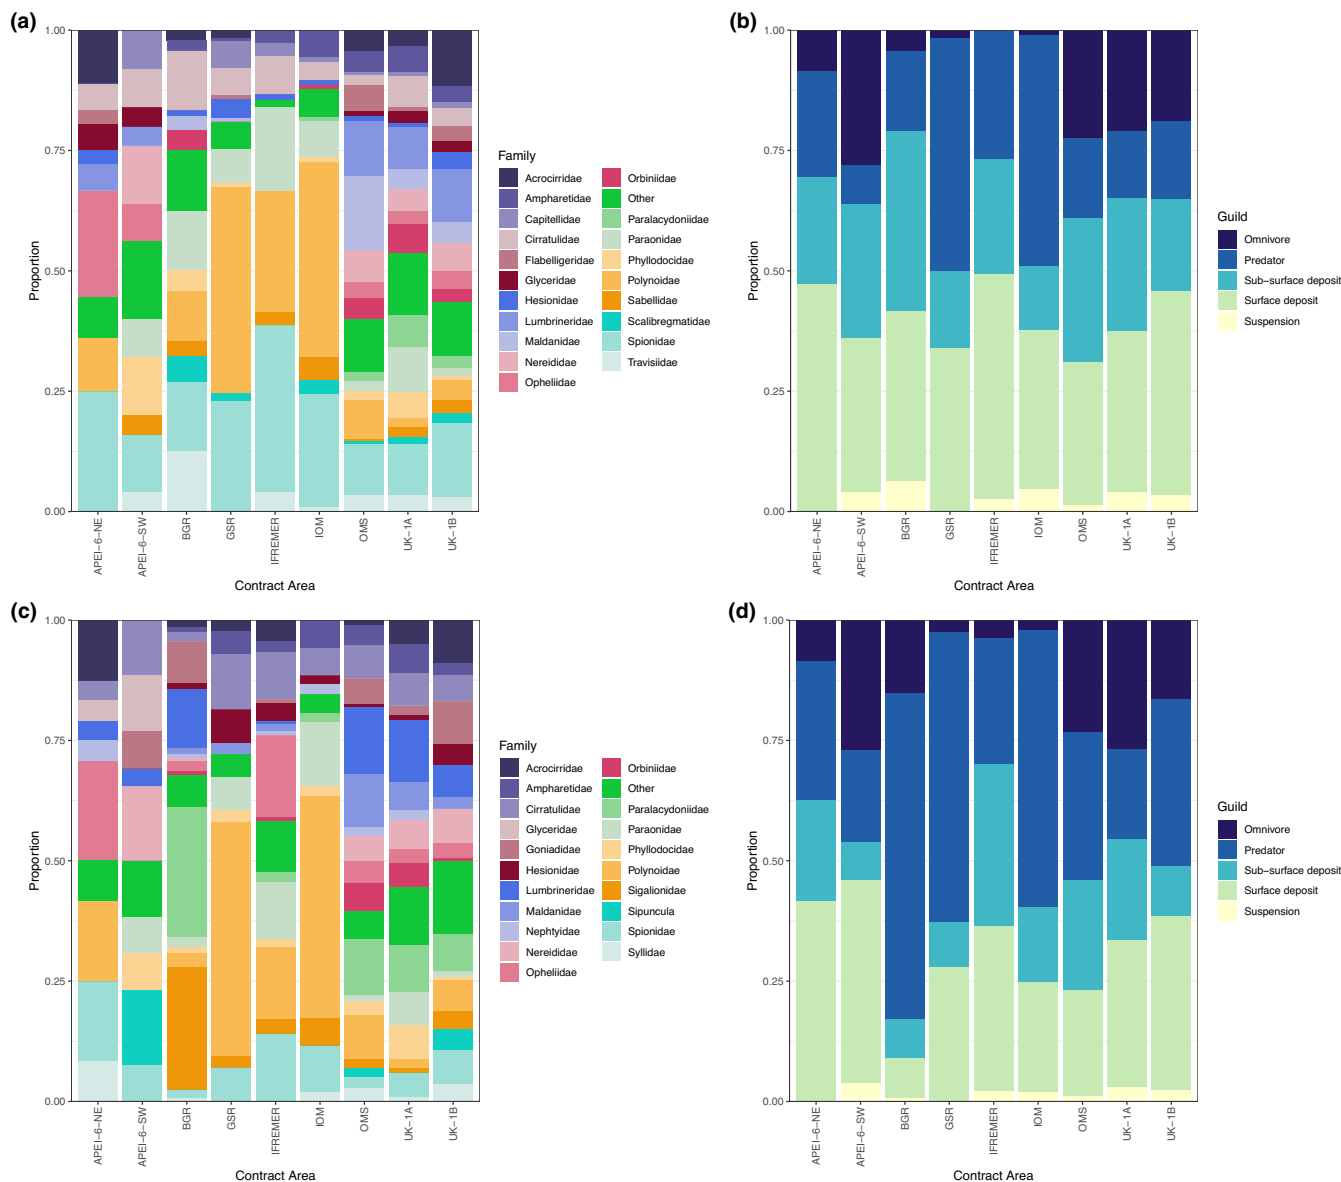 (a)
1.00
0.75
0.50
0.25
0.00
Proportion
APEI-6-NE
APEI-6-SW
BGR
GSR
IFREMER
IOM
OMS
UK-1A
UK-1B
Contract Area
Family
Acrocirridae
Ampharetidae
Capitellidae
Cirratulidae
Flabelligeridae
Glyceridae
Hesionidae
Lumbrineridae
Maldanidae
Nereididae
Opheliidae
Orbiniidae
Other
Paralacydoniidae
Paraonidae
Phyllodocidae
Polynoidae
Sabellidae
Scalibregmatidae
Spionidae
Travisiidae
(b)
1.00
0.75
0.50
0.25
0.00
Proportion
APEI-6-NE
APEI-6-SW
BGR
GSR
IFREMER
IOM
OMS
UK-1A
UK-1B
Contract Area
Guild
Omnivore
Predator
Sub-surface deposit
Surface deposit
Suspension
(c)
1.00
0.75
0.50
0.25
0.00
Proportion
APEI-6-NE
APEI-6-SW
BGR
GSR
IFREMER
IOM
OMS
UK-1A
UK-1B
Contract Area
Family
Acrocirridae
Ampharetidae
Cirratulidae
Glyceridae
Goniadidae
Hesionidae
Lumbrineridae
Maldanidae
Nephtyidae
Nereididae
Opheliidae
Orbiniidae
Other
Paralacydoniidae
Paraonidae
Phyllodocidae
Polynoidae
Sigalionidae
Sipuncula
Spionidae
Syllidae
(d)
1.00
0.75
0.50
0.25
0.00
Proportion
APEI-6-NE
APEI-6-SW
BGR
GSR
IFREMER
IOM
OMS
UK-1A
UK-1B
Contract Area
Guild
Omnivore
Predator
Sub-surface deposit
Surface deposit
Suspension